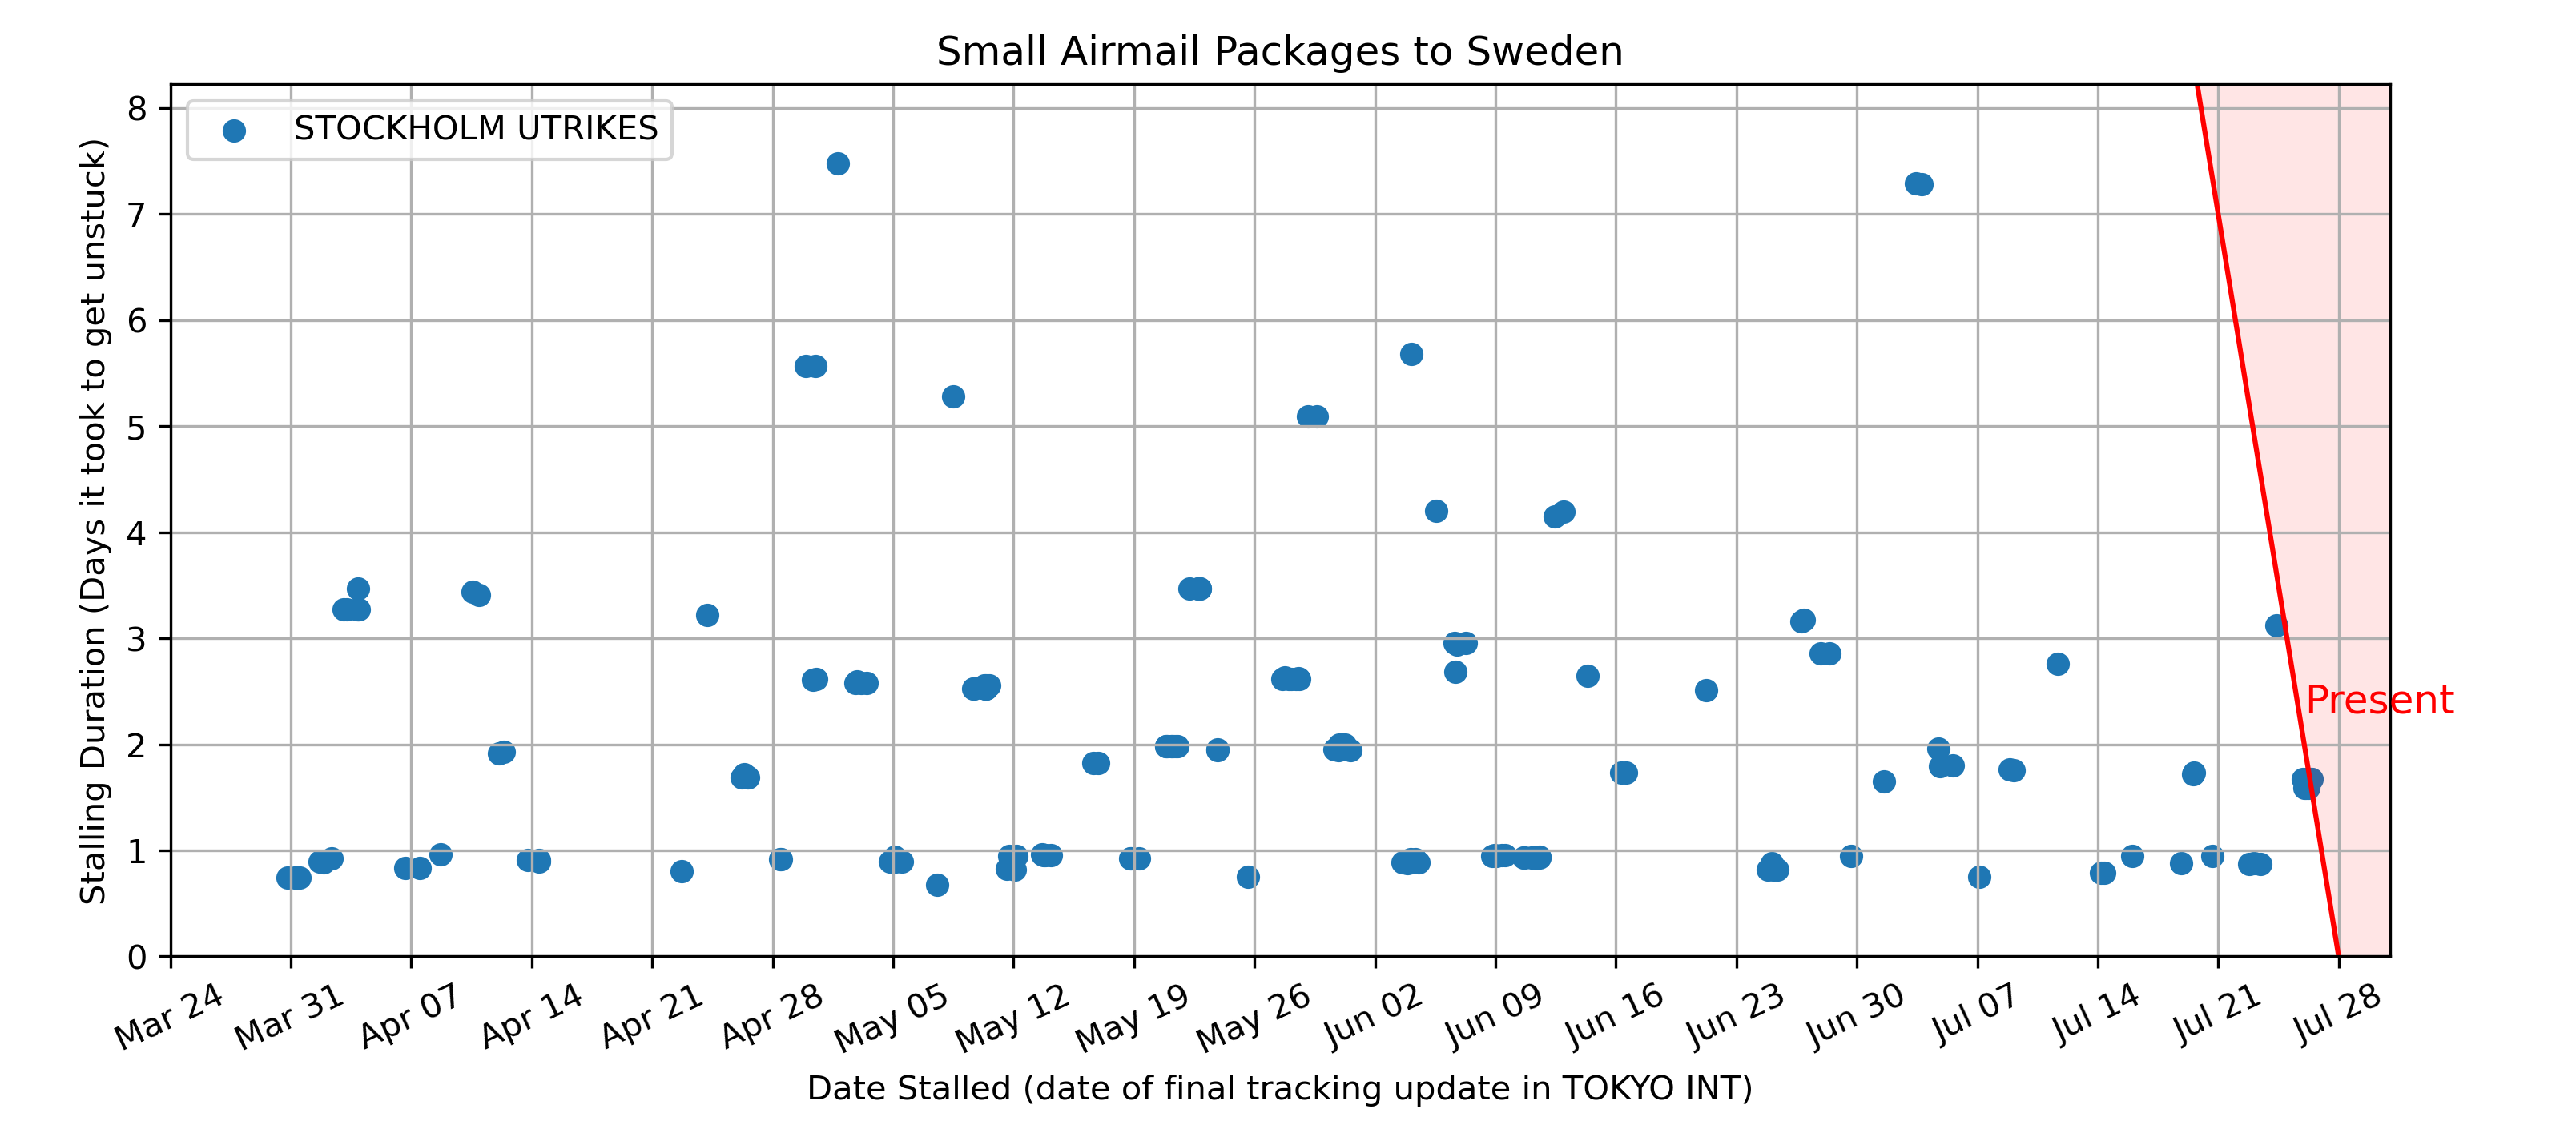 Small Airmail Packages to Sweden
STOCKHOLM UTRIKES
Stalling Duration (Days it took to get unstuck)
8
7
6
5
4
3
2
1
0
Present
Mar 24
Mar 31
Apr 07
Apr 14
Apr 21
Apr 28
May 05
May 12
May 19
May 26
Jun 02
Jun 09
Jun 16
Jun 23
Jun 30
Jul 07
Jul 14
Jul 21
Jul 28
Date Stalled (date of final tracking update in TOKYO INT)